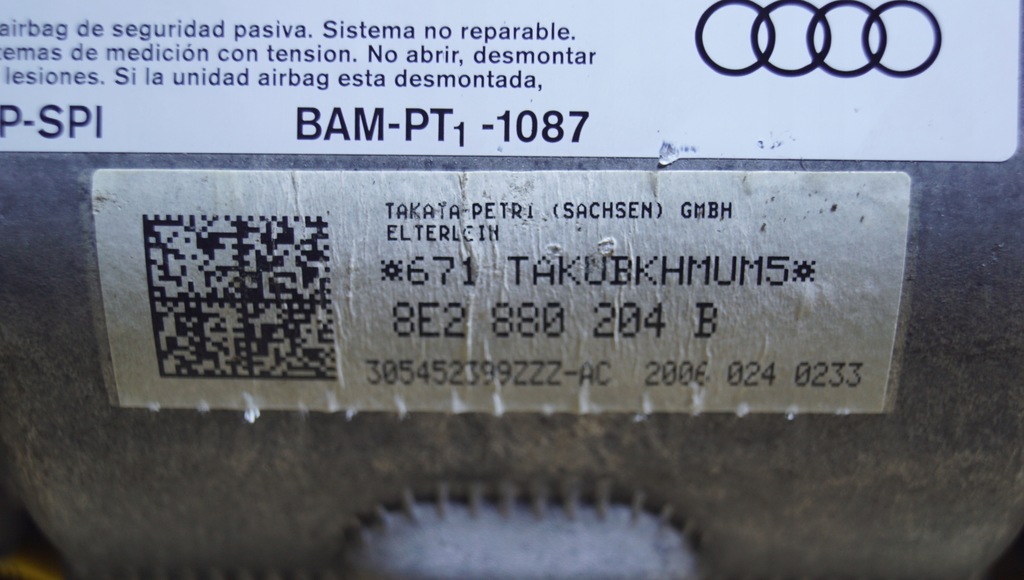 airbag de seguridad pasiva. Sistema no reparable.
temas de medición con tension. No abrir, desmontar
lesiones. Si la unidad airbag esta desmontada,
P-SPI BAM-PT1 -1087
TAKATA-PETRI (SACHSEN) GMBH
ELTERLEIN
*671 TAKUBKHMUM5*
8E2 880 204 B
305452399ZZZ-AC 2006 024 0233